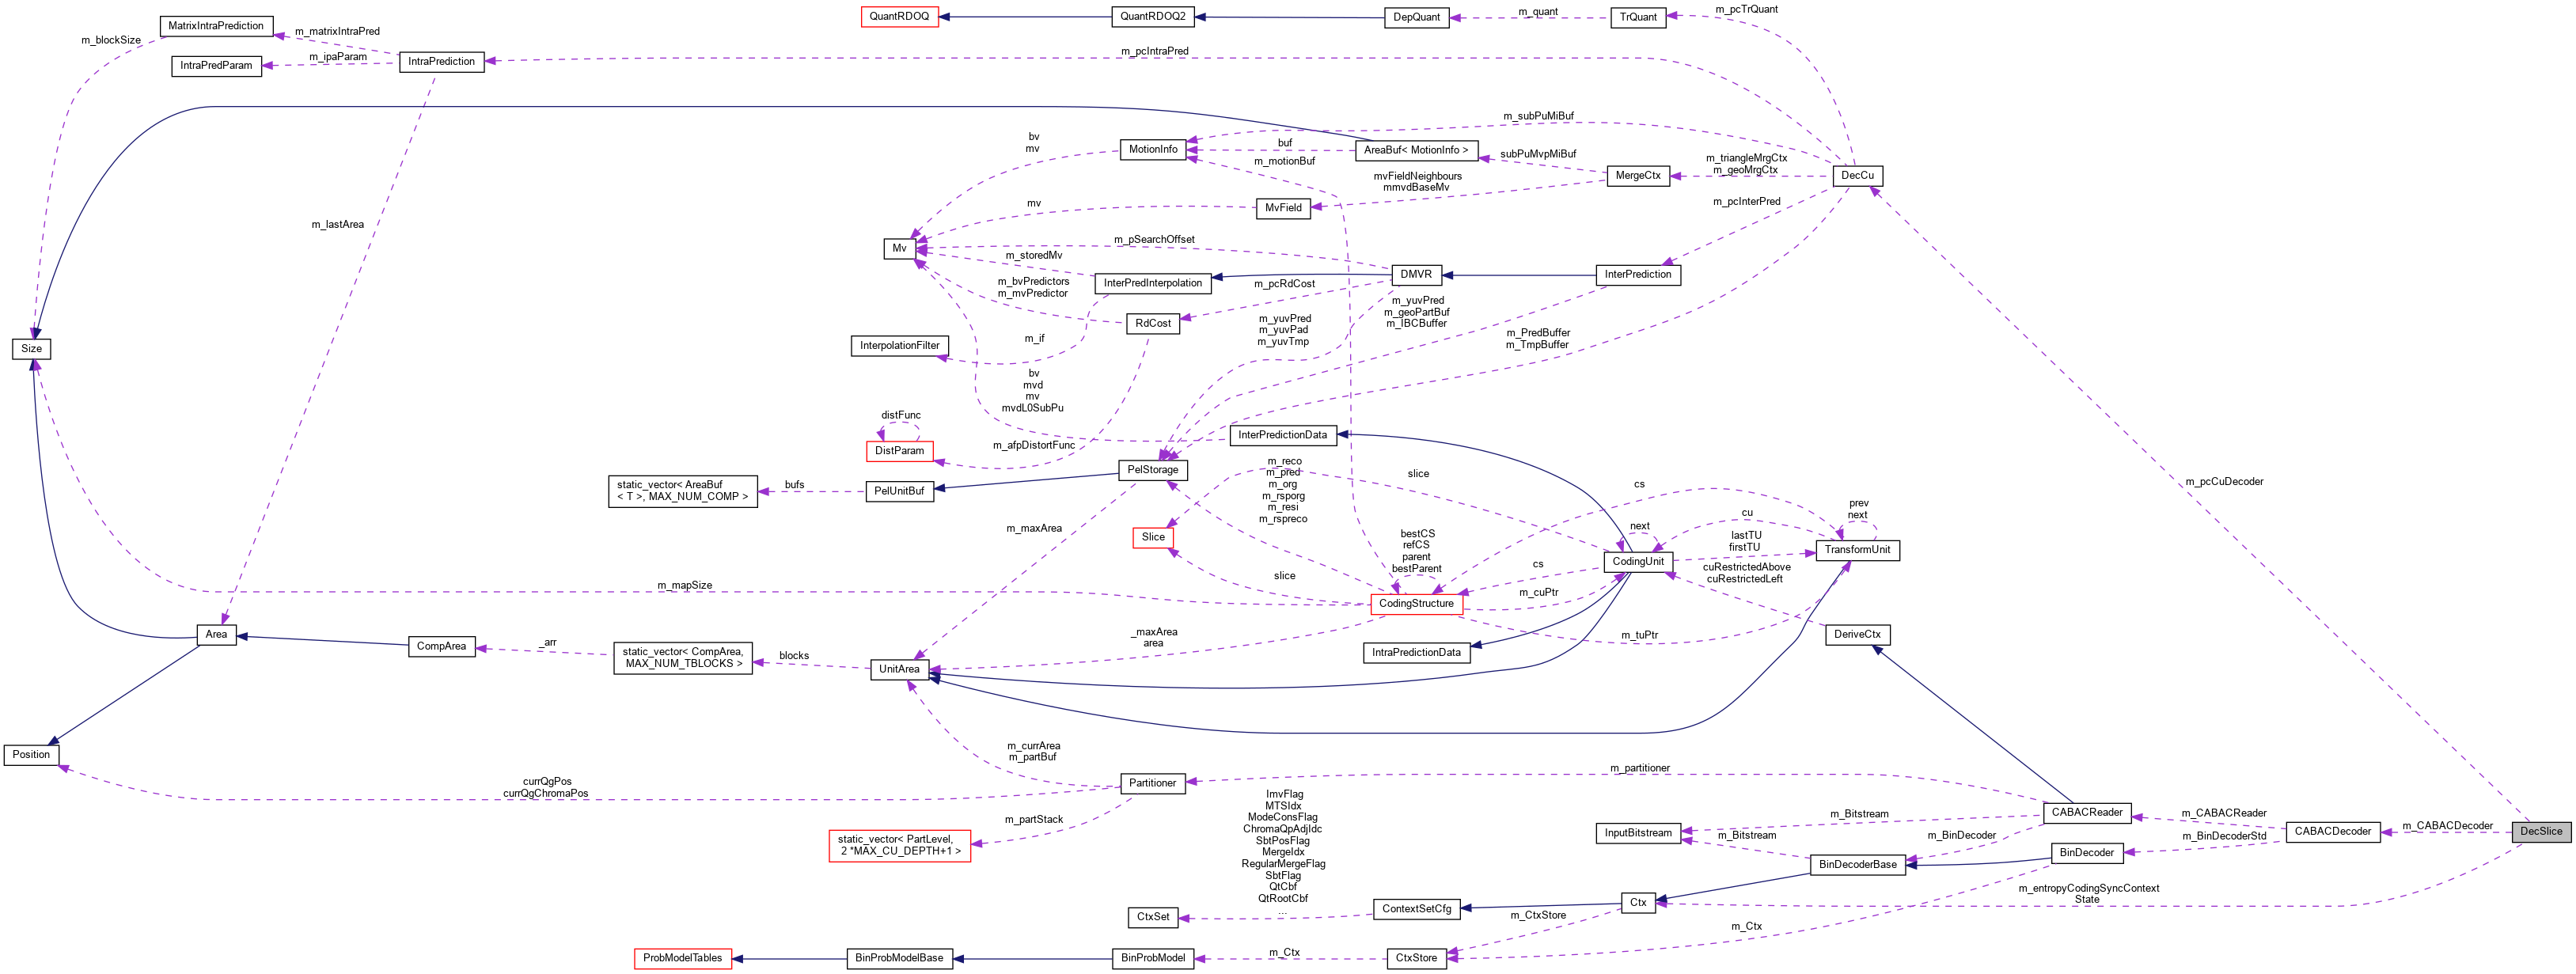 QuantRDOQ
QuantRDOQ2
DepQuant
m_quant
TrQuant
m_pcTrQuant
MatrixIntraPrediction
m_blockSize
m_matrixIntraPred
m_ipaParam
IntraPredParam
IntraPrediction
m_pcIntraPred
m_lastArea
m_subPuMiBuf
bv
mv
MotionInfo
buf
m_motionBuf
AreaBuf< MotionInfo >
subPuMvpMiBuf
m_triangleMrgCtx
m_geoMrgCtx
MergeCtx
DecCu
mvFieldNeighbours
mmvdBaseMv
mv
MvField
m_pcInterPred
Mv
m_pSearchOffset
m_storedMv
InterPredInterpolation
DMVR
InterPrediction
m_bvPredictors
m_mvPredictor
m_pcRdCost
RdCost
m_yuvPred
m_geoPartBuf
m_IBCBuffer
m_yuvPred
m_yuvPad
m_yuvTmp
m_PredBuffer
m_TmpBuffer
InterpolationFilter
m_if
Size
bv
mvd
mv
mvdL0SubPu
distFunc
DistParam
m_afpDistortFunc
InterPredictionData
m_pcCuDecoder
PelStorage
static_vector< AreaBuf
< T >, MAX_NUM_COMP >
bufs
PelUnitBuf
m_reco
m_pred
m_org
m_rsporg
m_resi
m_rspreco
slice
cs
prev
next
cu
m_maxArea
Slice
bestCS
refCS
parent
bestParent
next
CodingUnit
lastTU
firstTU
TransformUnit
slice
cs
cuRestrictedAbove
cuRestrictedLeft
m_mapSize
CodingStructure
m_cuPtr
m_tuPtr
Area
CompArea
_arr
static_vector< CompArea,
MAX_NUM_TBLOCKS >
blocks
UnitArea
_maxArea
area
IntraPredictionData
DeriveCtx
Position
currQgPos
currQgChromaPos
m_currArea
m_partBuf
Partitioner
m_partitioner
m_partStack
static_vector< PartLevel,
2 *MAX_CU_DEPTH+1 >
ImvFlag
MTSIdx
ModeConsFlag
ChromaQpAdjIdc
SbtPosFlag
MergeIdx
RegularMergeFlag
SbtFlag
QtCbf
QtRootCbf
...
InputBitstream
m_Bitstream
m_Bitstream
m_BinDecoder
CABACReader
m_CABACReader
m_BinDecoderStd
CABACDecoder
m_CABACDecoder
DecSlice
BinDecoderBase
BinDecoder
m_entropyCodingSyncContext
State
CtxSet
ContextSetCfg
Ctx
m_CtxStore
m_Ctx
ProbModelTables
BinProbModelBase
BinProbModel
m_Ctx
CtxStore